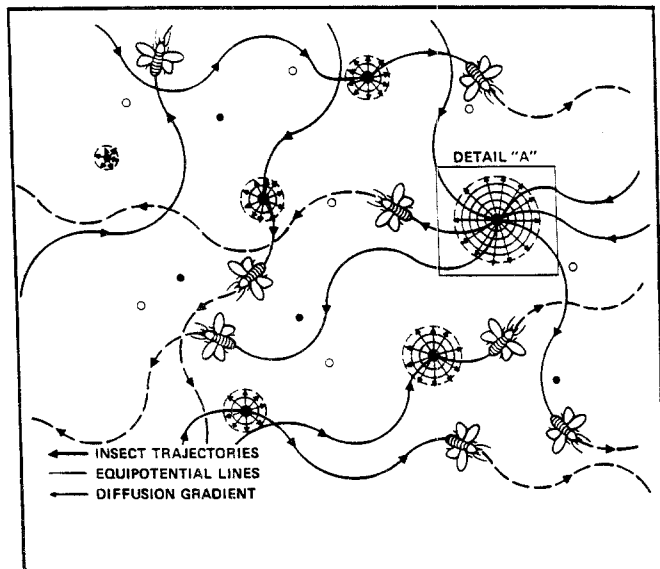 DETAIL "A"
INSECT TRAJECTORIES
EQUIPOTENTIAL LINES
DIFFUSION GRADIENT